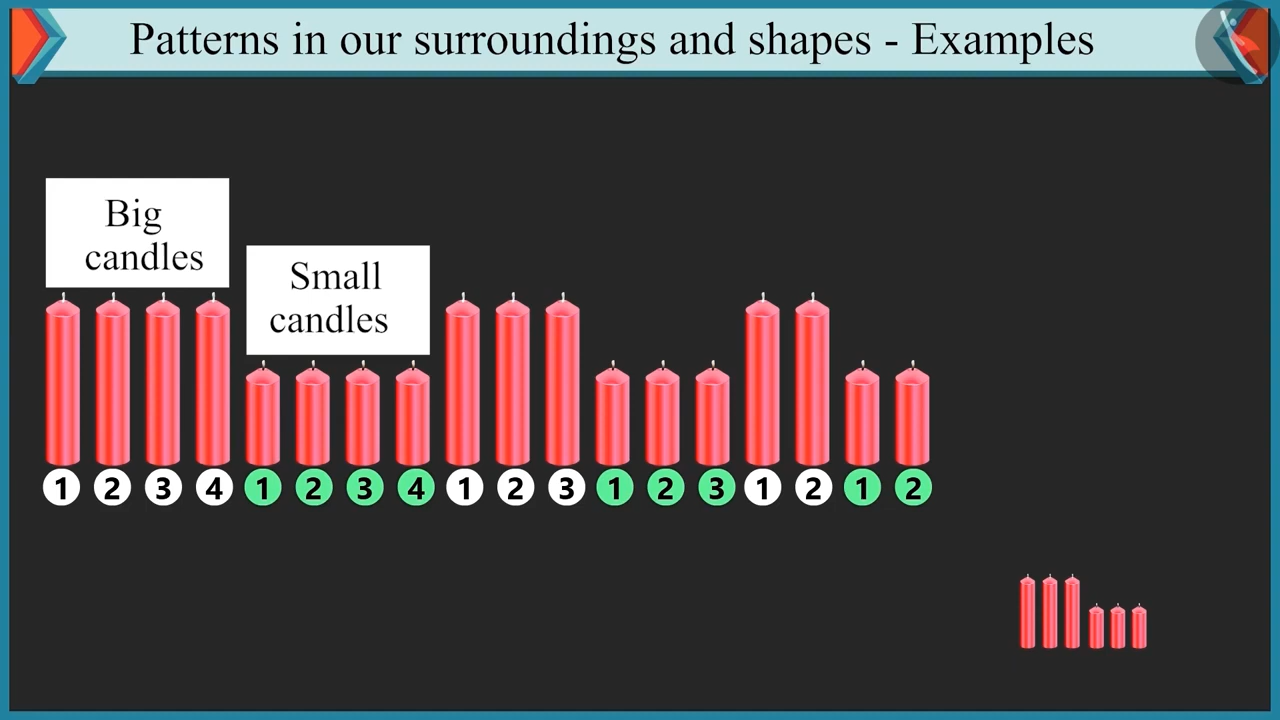 Patterns in our surroundings and shapes - Examples
Big
candles
Small
candles
1 2 3 4 1 2 3 4 1 2 3 1 2 3 1 2 1 2